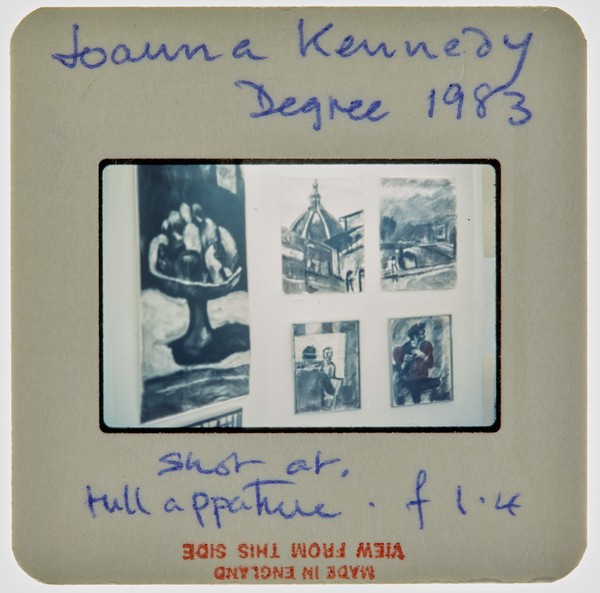 Joanna Kennedy
Degree 1983
shot at.
full appature. f 1.4
VIEW FROM THIS SIDE
MADE IN ENGLAND